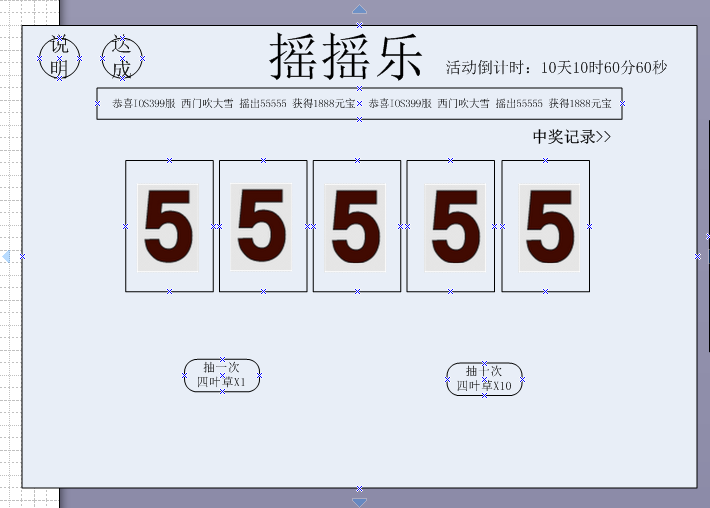 说明
达成
摇摇乐
活动倒计时：10天10时60分60秒
恭喜IOS399服 西门吹大雪 摇出55555 获得1888元宝 恭喜IOS399服 西门吹大雪 摇出55555 获得1888元宝
中奖记录>>
5 5 5 5 5
抽一次
四叶草X1
抽十次
四叶草X10